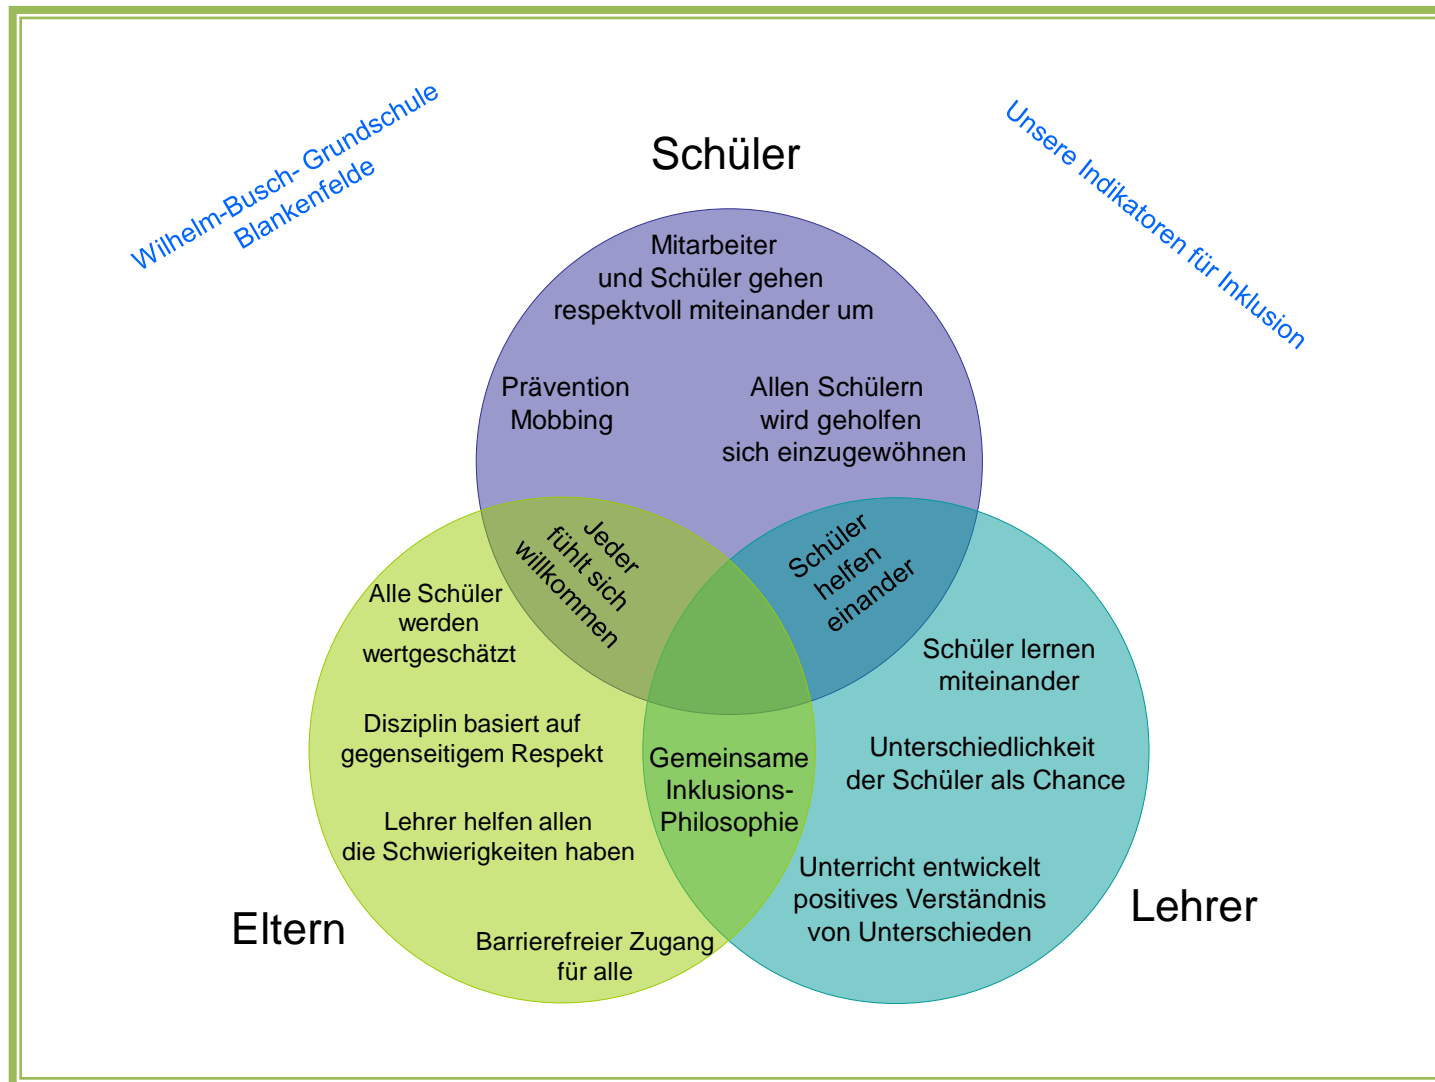 Wilhelm-Busch- Grundschule
Blankenfelde
Unsere Indikatoren für Inklusion
Schüler
Mitarbeiter
und Schüler gehen
respektvoll miteinander um
Prävention
Mobbing
Allen Schülern
wird geholfen
sich einzugewöhnen
Jeder
fühlt sich
willkommen
Schüler
helfen
einander
Alle Schüler
werden
wertgeschätzt
Disziplin basiert auf
gegenseitigem Respekt
Lehrer helfen allen
die Schwierigkeiten haben
Barrierefreier Zugang
für alle
Eltern
Gemeinsame
Inklusions-
Philosophie
Schüler lernen
miteinander
Unterschiedlichkeit
der Schüler als Chance
Unterricht entwickelt
positives Verständnis
von Unterschieden
Lehrer